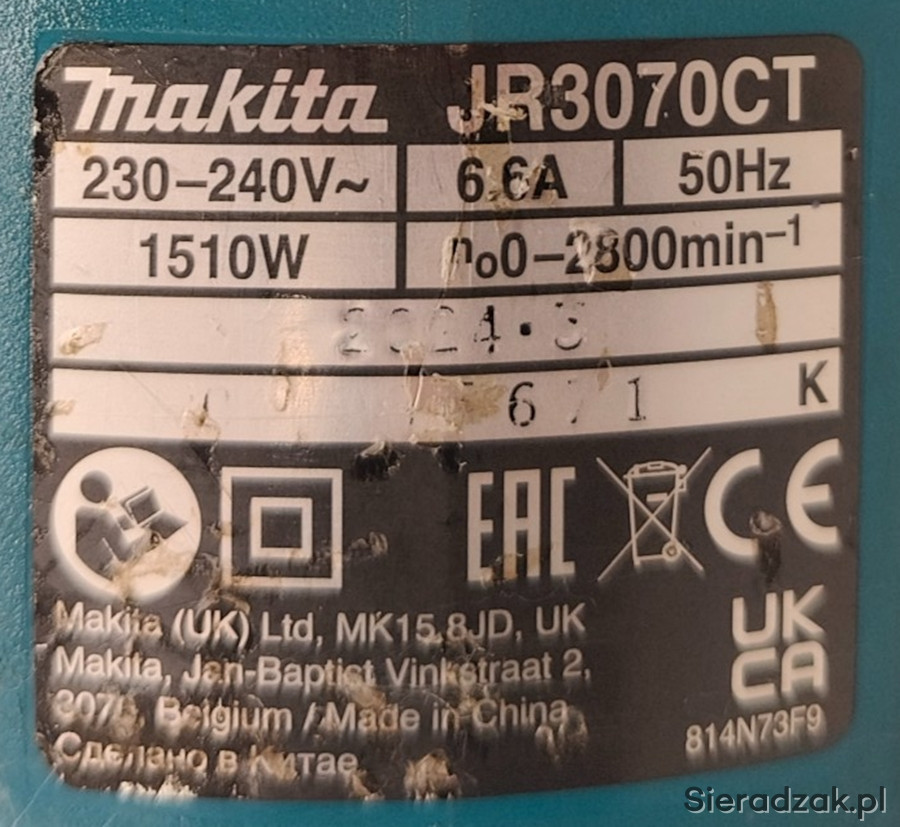 makita JR3070CT
230–240V~ 6.6A 50Hz
1510W n₀0–2800min⁻¹
2024.3
671 K
EAC CE
Makita (UK) Ltd, MK15 8JD, UK
Makita, Jan-Baptist Vinkstraat 2,
3070, Belgium / Made in China
Сделано в Китае
UK
CA
814N73F9
Sieradzak.pl